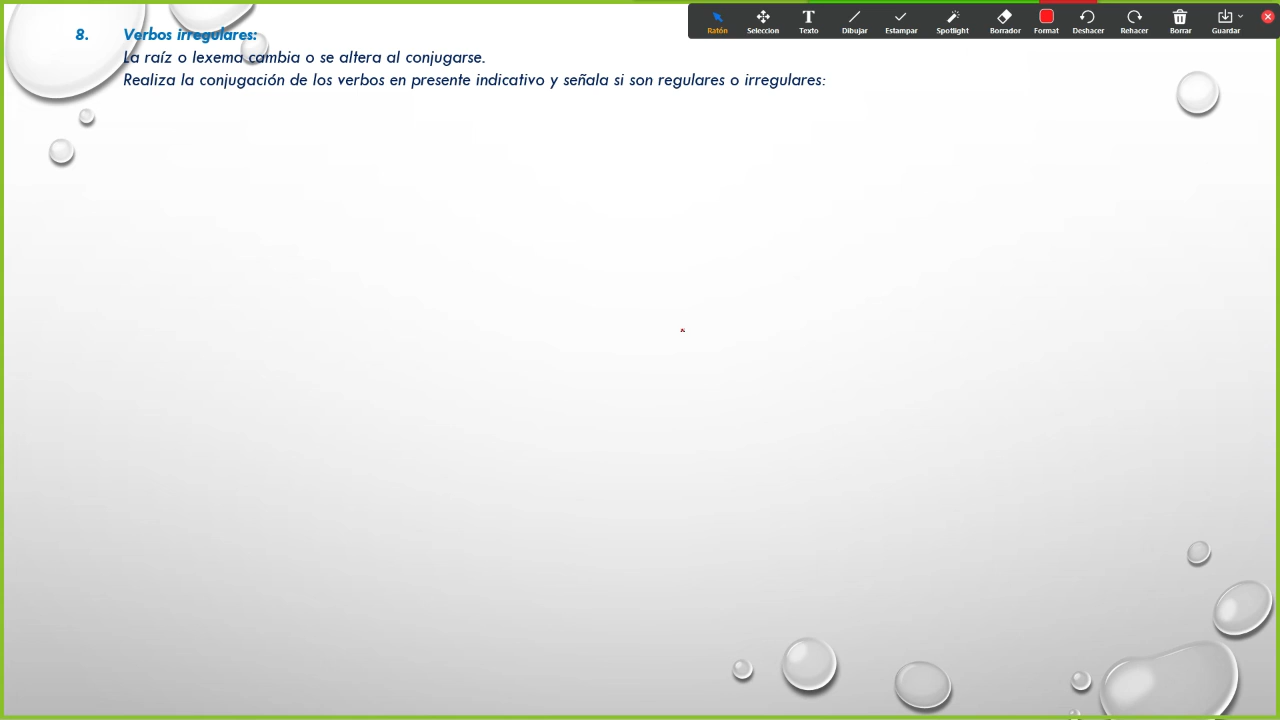 Ratón Seleccion Texto Dibujar Estampar Spotlight Borrador Format Deshacer Rehacer Borrar Guardar
8. Verbos irregulares:
La raíz o lexema cambia o se altera al conjugarse.
Realiza la conjugación de los verbos en presente indicativo y señala si son regulares o irregulares: